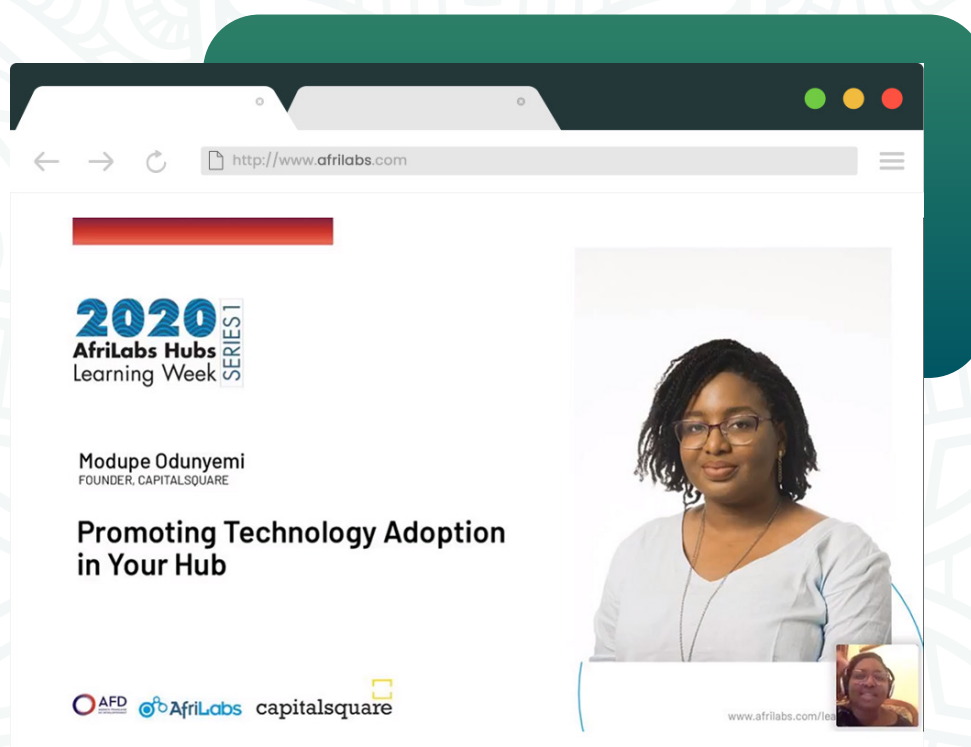 http://www.afrilabs.com
2020
AfriLabs Hubs
Learning Week
SERIES 1
Modupe Odunyemi
FOUNDER, CAPITALSQUARE
Promoting Technology Adoption
in Your Hub
AFD
AfriLabs
capitalsquare
www.afrilabs.com/lea